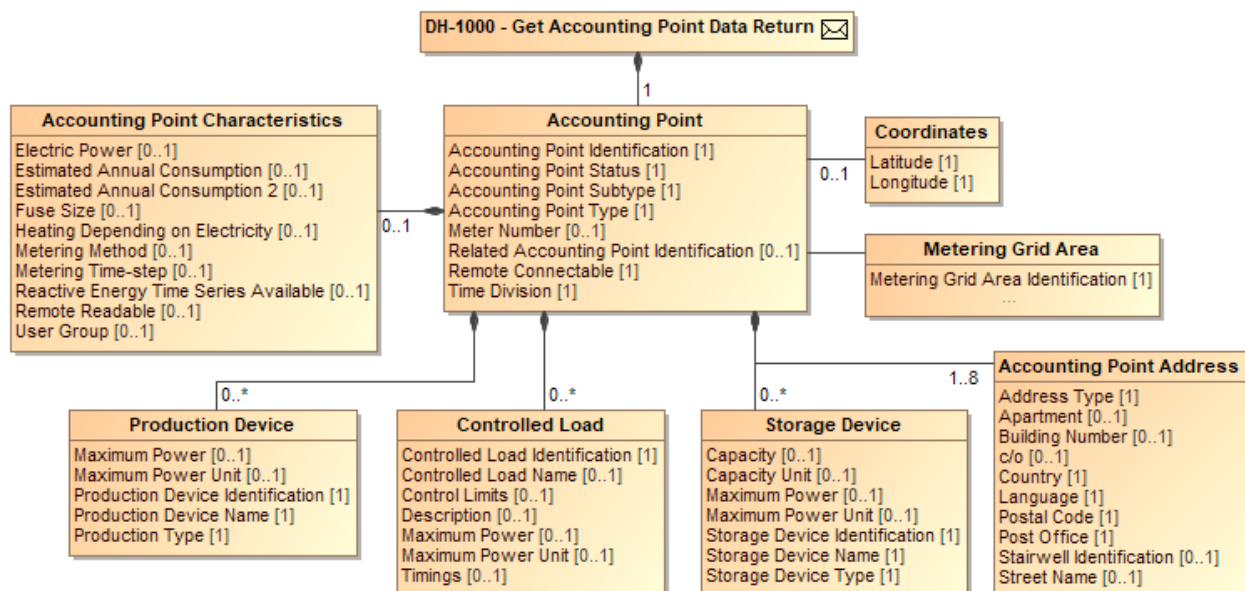 DH-1000 - Get Accounting Point Data Return
1
Accounting Point Characteristics
Electric Power [0..1]
Estimated Annual Consumption [0..1]
Estimated Annual Consumption 2 [0..1]
Fuse Size [0..1]
Heating Depending on Electricity [0..1]
Metering Method [0..1]
Metering Time-step [0..1]
Reactive Energy Time Series Available [0..1]
Remote Readable [0..1]
User Group [0..1]
0..1
Accounting Point
Accounting Point Identification [1]
Accounting Point Status [1]
Accounting Point Subtype [1]
Accounting Point Type [1]
Meter Number [0..1]
Related Accounting Point Identification [0..1]
Remote Connectable [1]
Time Division [1]
0..1
Coordinates
Latitude [1]
Longitude [1]
Metering Grid Area
Metering Grid Area Identification [1]
...
0..*
Production Device
Maximum Power [0..1]
Maximum Power Unit [0..1]
Production Device Identification [1]
Production Device Name [1]
Production Type [1]
0..*
Controlled Load
Controlled Load Identification [1]
Controlled Load Name [0..1]
Control Limits [0..1]
Description [0..1]
Maximum Power [0..1]
Maximum Power Unit [0..1]
Timings [0..1]
0..*
Storage Device
Capacity [0..1]
Capacity Unit [0..1]
Maximum Power [0..1]
Maximum Power Unit [0..1]
Storage Device Identification [1]
Storage Device Name [1]
Storage Device Type [1]
1..8
Accounting Point Address
Address Type [1]
Apartment [0..1]
Building Number [0..1]
c/o [0..1]
Country [1]
Language [1]
Postal Code [1]
Post Office [1]
Stairwell Identification [0..1]
Street Name [0..1]